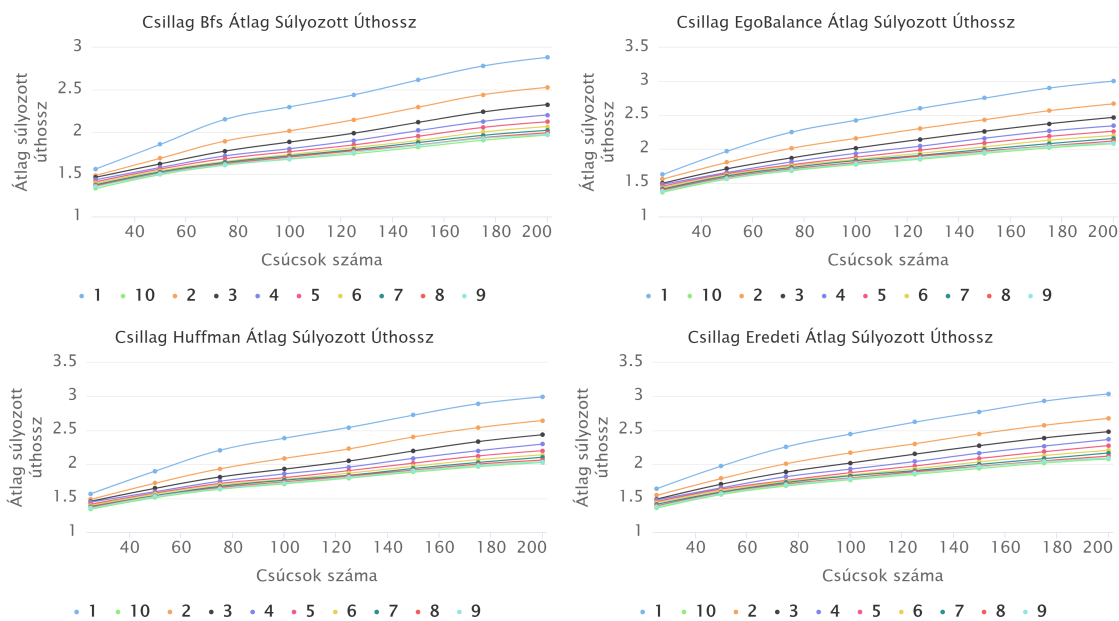 Csillag Bfs Átlag Súlyozott Úthossz
3
2.5
2
1.5
1
Átlag súlyozott
úthossz
40 60 80 100 120 140 160 180 200
Csúcsok száma
1 10 2 3 4 5 6 7 8 9
Csillag EgoBalance Átlag Súlyozott Úthossz
3.5
3
2.5
2
1.5
1
Átlag súlyozott
úthossz
40 60 80 100 120 140 160 180 200
Csúcsok száma
1 10 2 3 4 5 6 7 8 9
Csillag Huffman Átlag Súlyozott Úthossz
3.5
3
2.5
2
1.5
1
Átlag súlyozott
úthossz
40 60 80 100 120 140 160 180 200
Csúcsok száma
1 10 2 3 4 5 6 7 8 9
Csillag Eredeti Átlag Súlyozott Úthossz
3.5
3
2.5
2
1.5
1
Átlag súlyozott
úthossz
40 60 80 100 120 140 160 180 200
Csúcsok száma
1 10 2 3 4 5 6 7 8 9